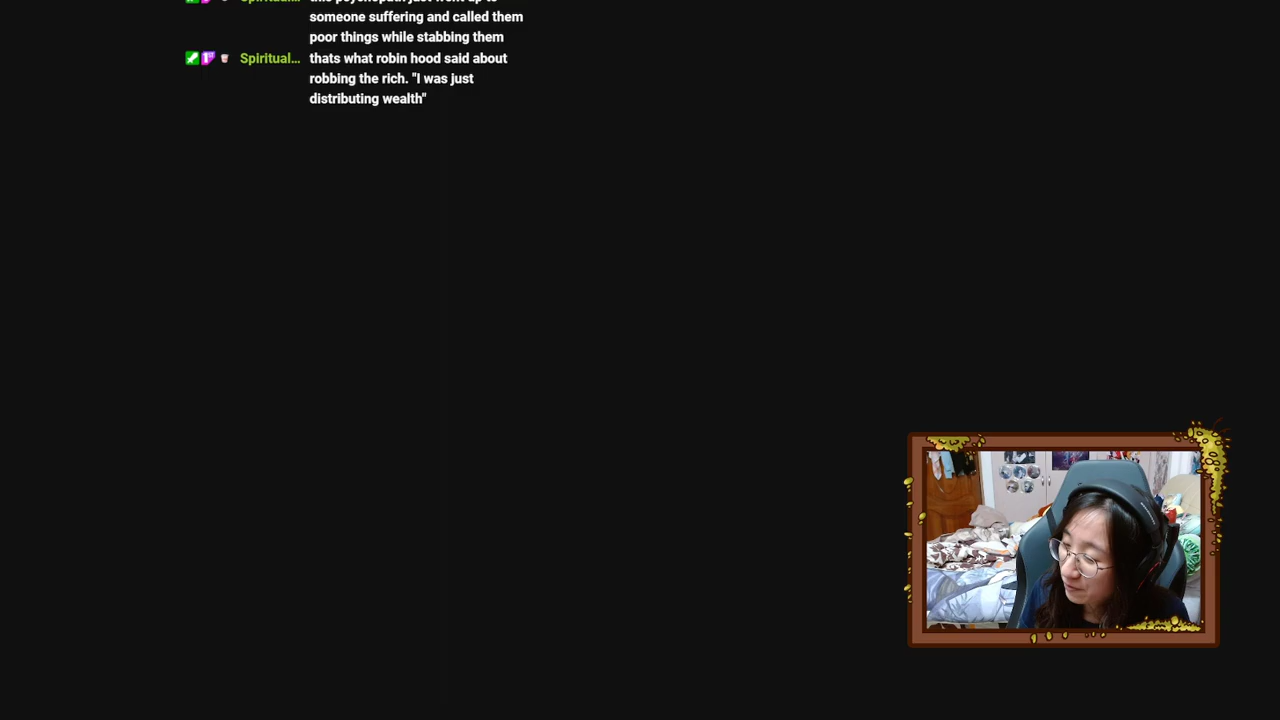 someone suffering and called them
poor things while stabbing them
Spiritual... thats what robin hood said about
robbing the rich. "I was just
distributing wealth"